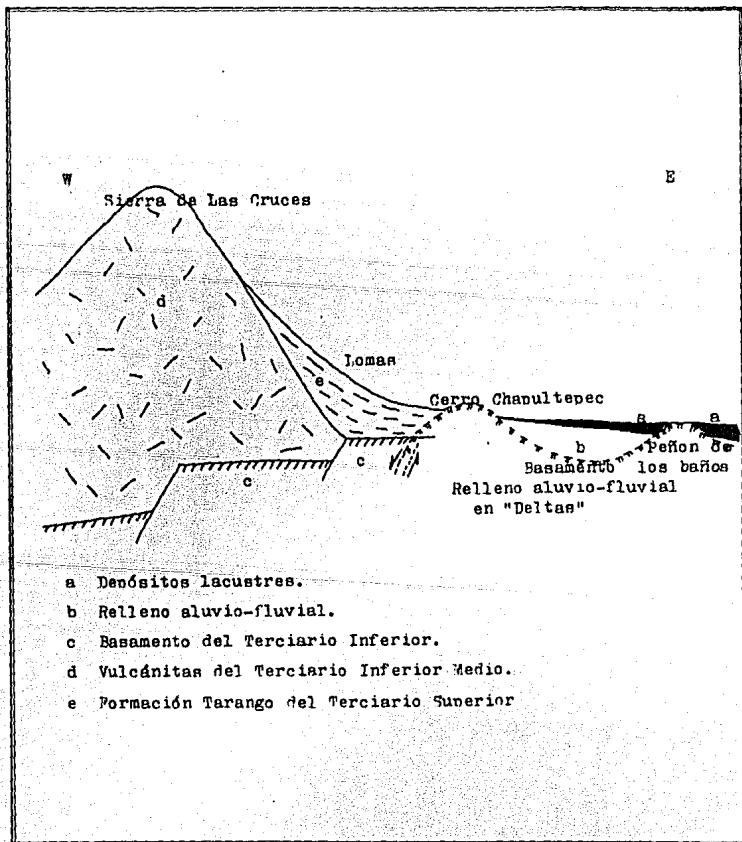 W E
Sierra de Las Cruces
d
Lomas
e
Cerro Chapultepec
a a
b Peñon de
Basamento los baños
c c
Relleno aluvio-fluvial
en "Deltas"
a Depósitos lacustres.
b Relleno aluvio-fluvial.
c Basamento del Terciario Inferior.
d Vulcánitas del Terciario Inferior Medio.
e Formación Tarango del Terciario Superior